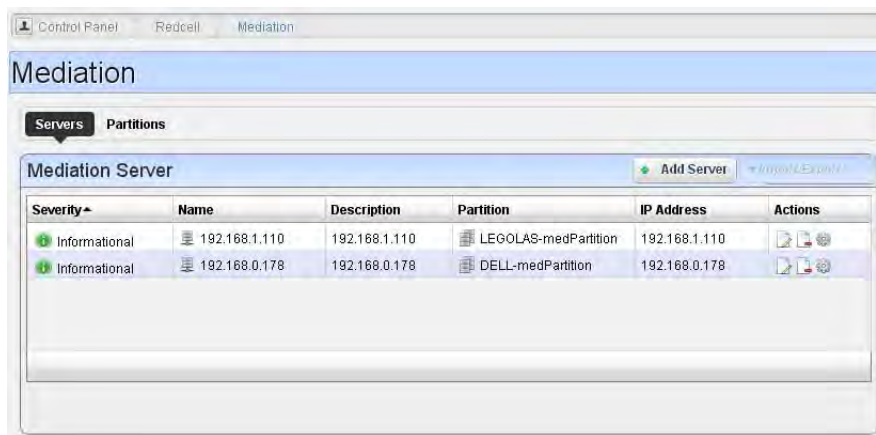 Control Panel Redcell Mediation
Mediation
Servers Partitions
Mediation Server Add Server Import/Export
Severity Name Description Partition IP Address Actions
Informational 192.168.1.110 192.168.1.110 LEGOLAS-medPartition 192.168.1.110
Informational 192.168.0.178 192.168.0.178 DELL-medPartition 192.168.0.178